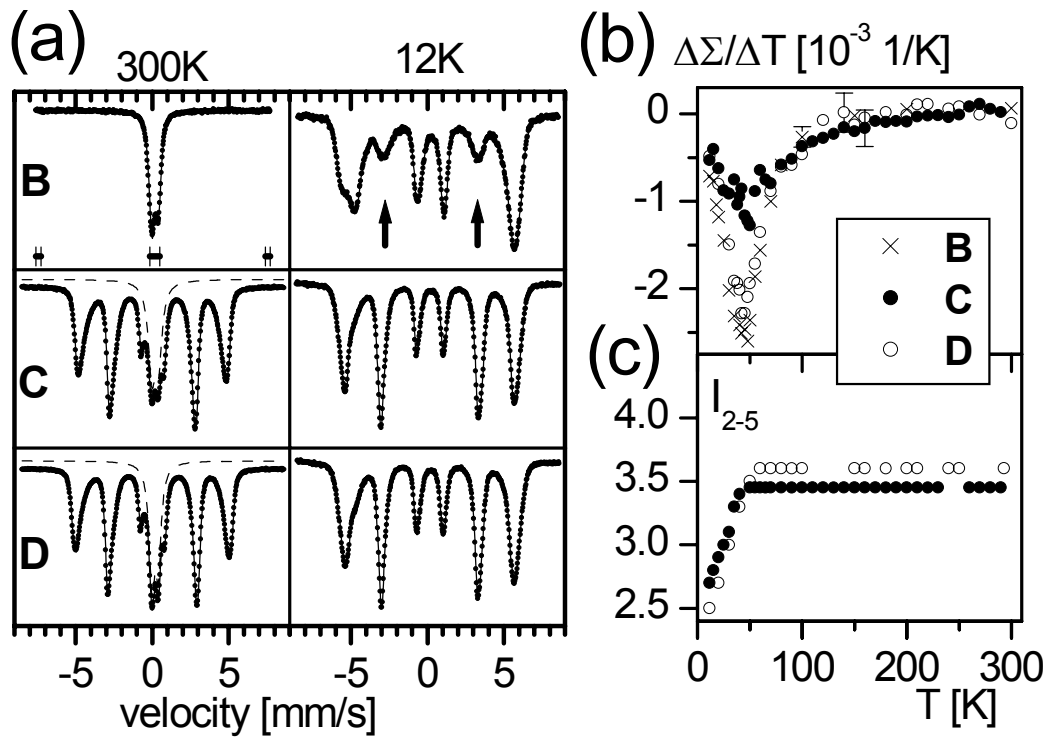 (a)
300K 12K
B
C
D
-5 0 5 -5 0 5
velocity [mm/s]
(b) ΔΣ/ΔT [10⁻³ 1/K]
0
-1
-2
B
C
D
(c)
I₂₋₅
4.0
3.5
3.0
2.5
0 100 200 300
T [K]